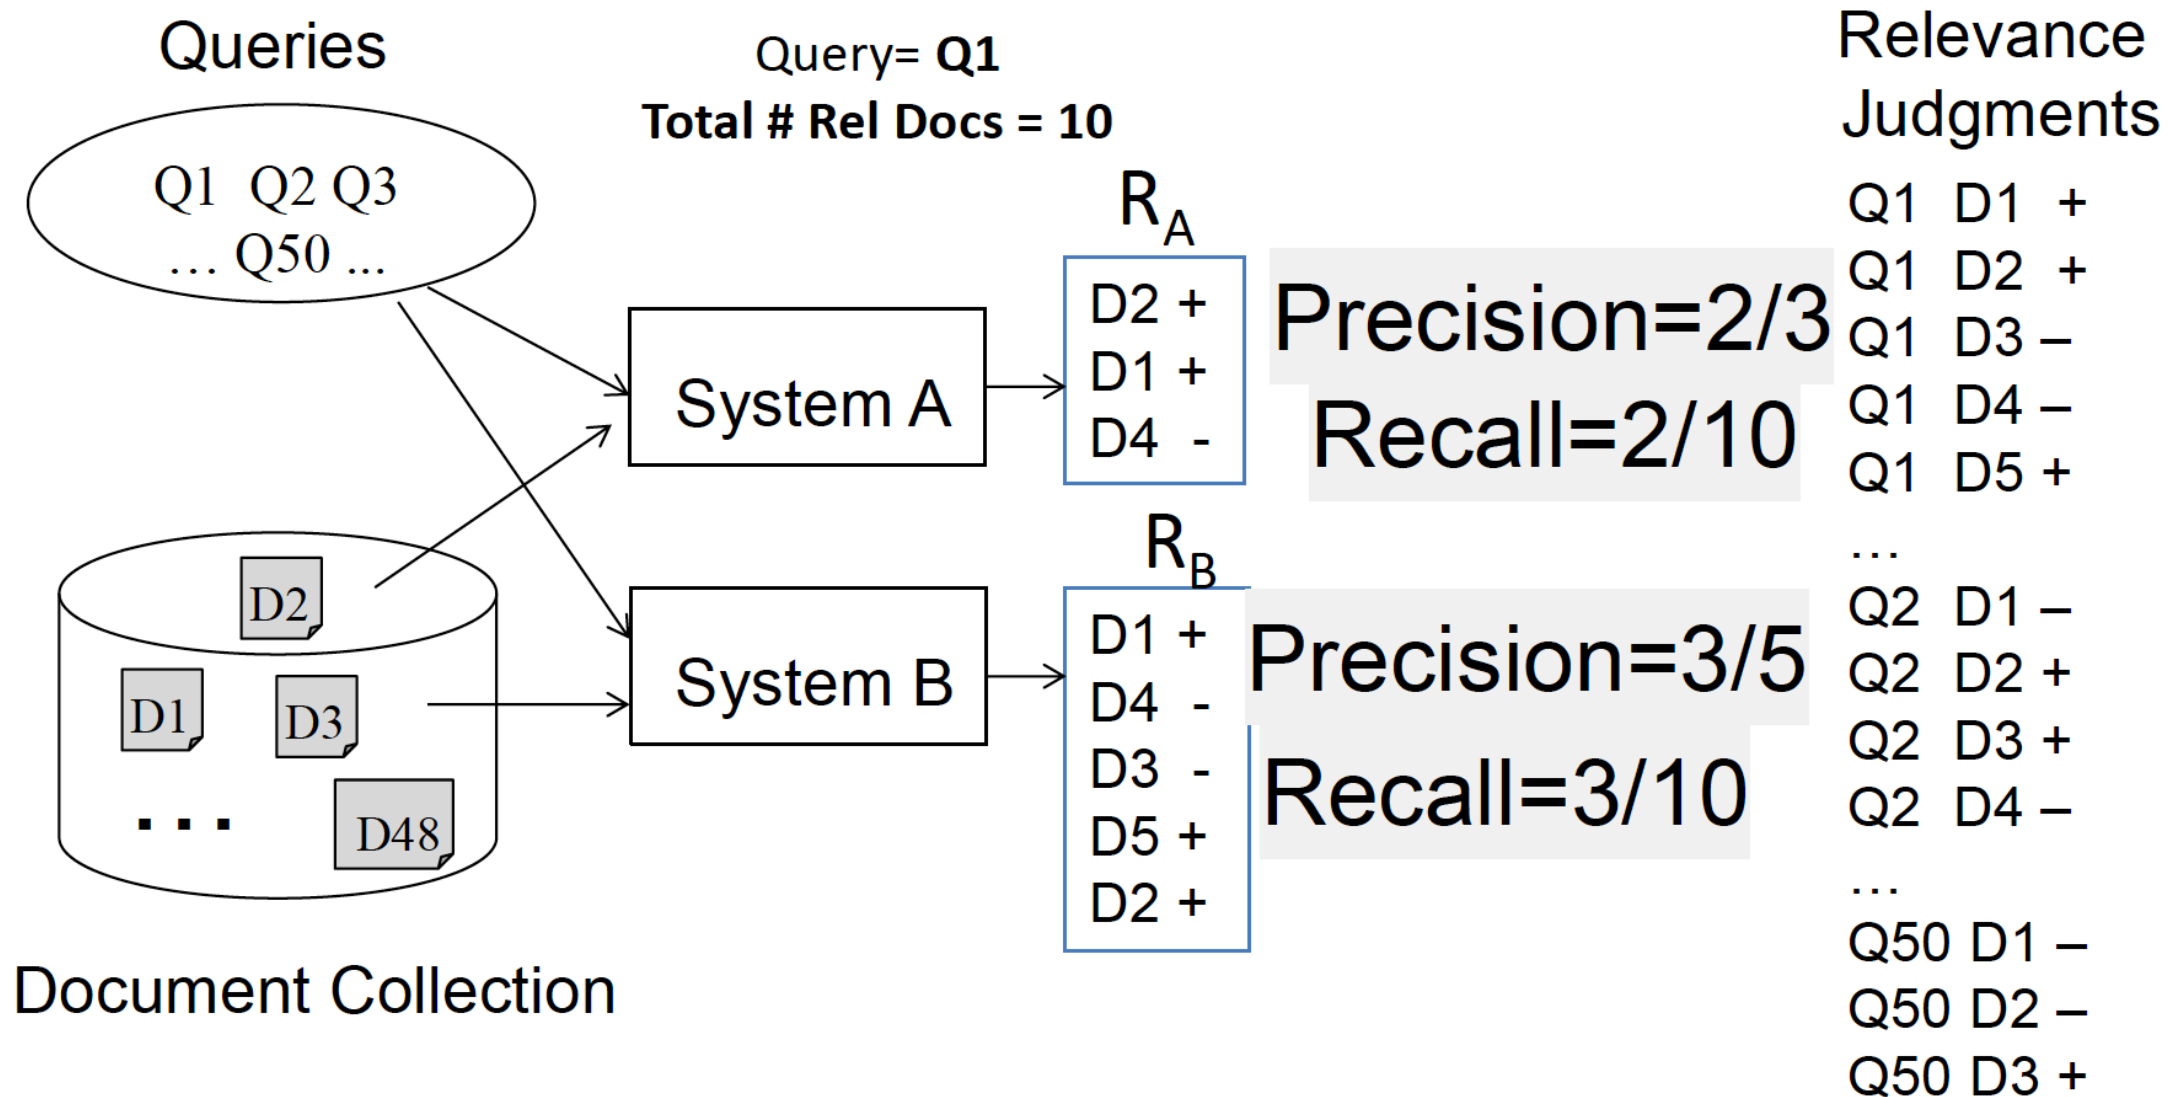 Queries
Q1 Q2 Q3
… Q50 ...
Query= Q1
Total # Rel Docs = 10
System A
R_A
D2 +
D1 +
D4 -
Precision=2/3
Recall=2/10
D2
D1
D3
...
D48
Document Collection
System B
R_B
D1 +
D4 -
D3 -
D5 +
D2 +
Precision=3/5
Recall=3/10
Relevance
Judgments
Q1 D1 +
Q1 D2 +
Q1 D3 –
Q1 D4 –
Q1 D5 +
…
Q2 D1 –
Q2 D2 +
Q2 D3 +
Q2 D4 –
…
Q50 D1 –
Q50 D2 –
Q50 D3 +